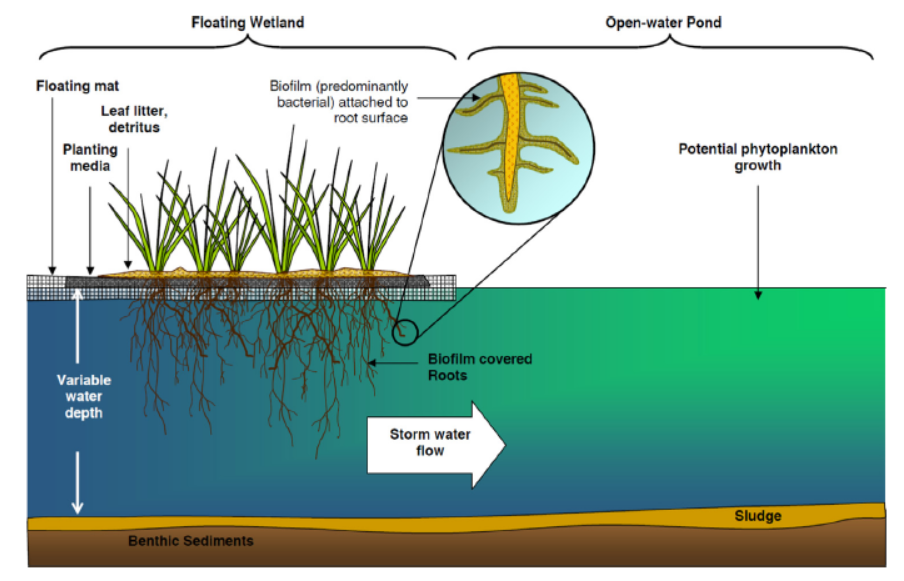 Floating Wetland
Open-water Pond
Floating mat
Leaf litter,
detritus
Planting
media
Biofilm (predominantly
bacterial) attached to
root surface
Potential phytoplankton
growth
Biofilm covered
Roots
Variable
water
depth
Storm water
flow
Sludge
Benthic Sediments